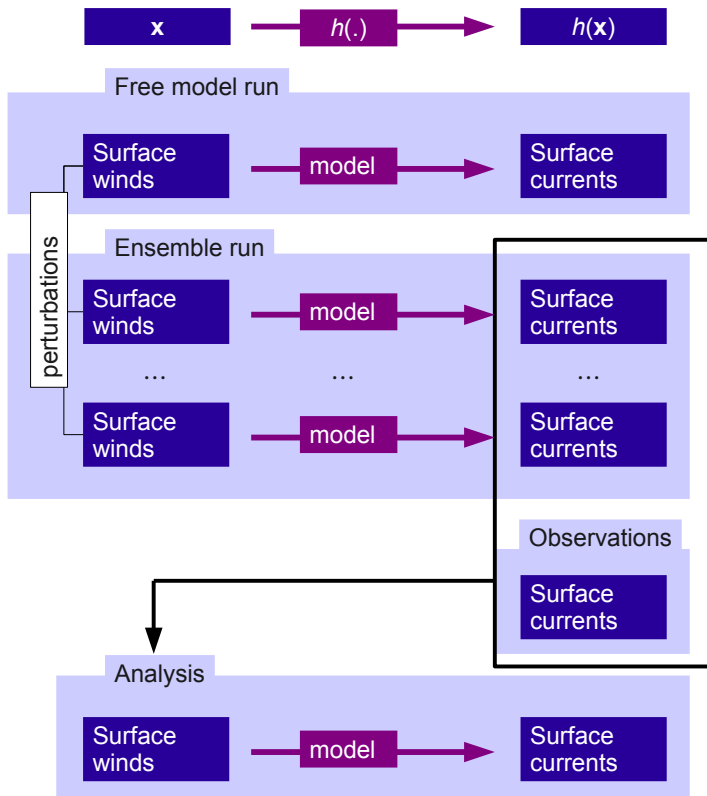 x
h(.)
h(x)
Free model run
Surface
winds
model
Surface
currents
perturbations
Ensemble run
Surface
winds
model
Surface
currents
...
...
...
Surface
winds
model
Surface
currents
Observations
Surface
currents
Analysis
Surface
winds
model
Surface
currents